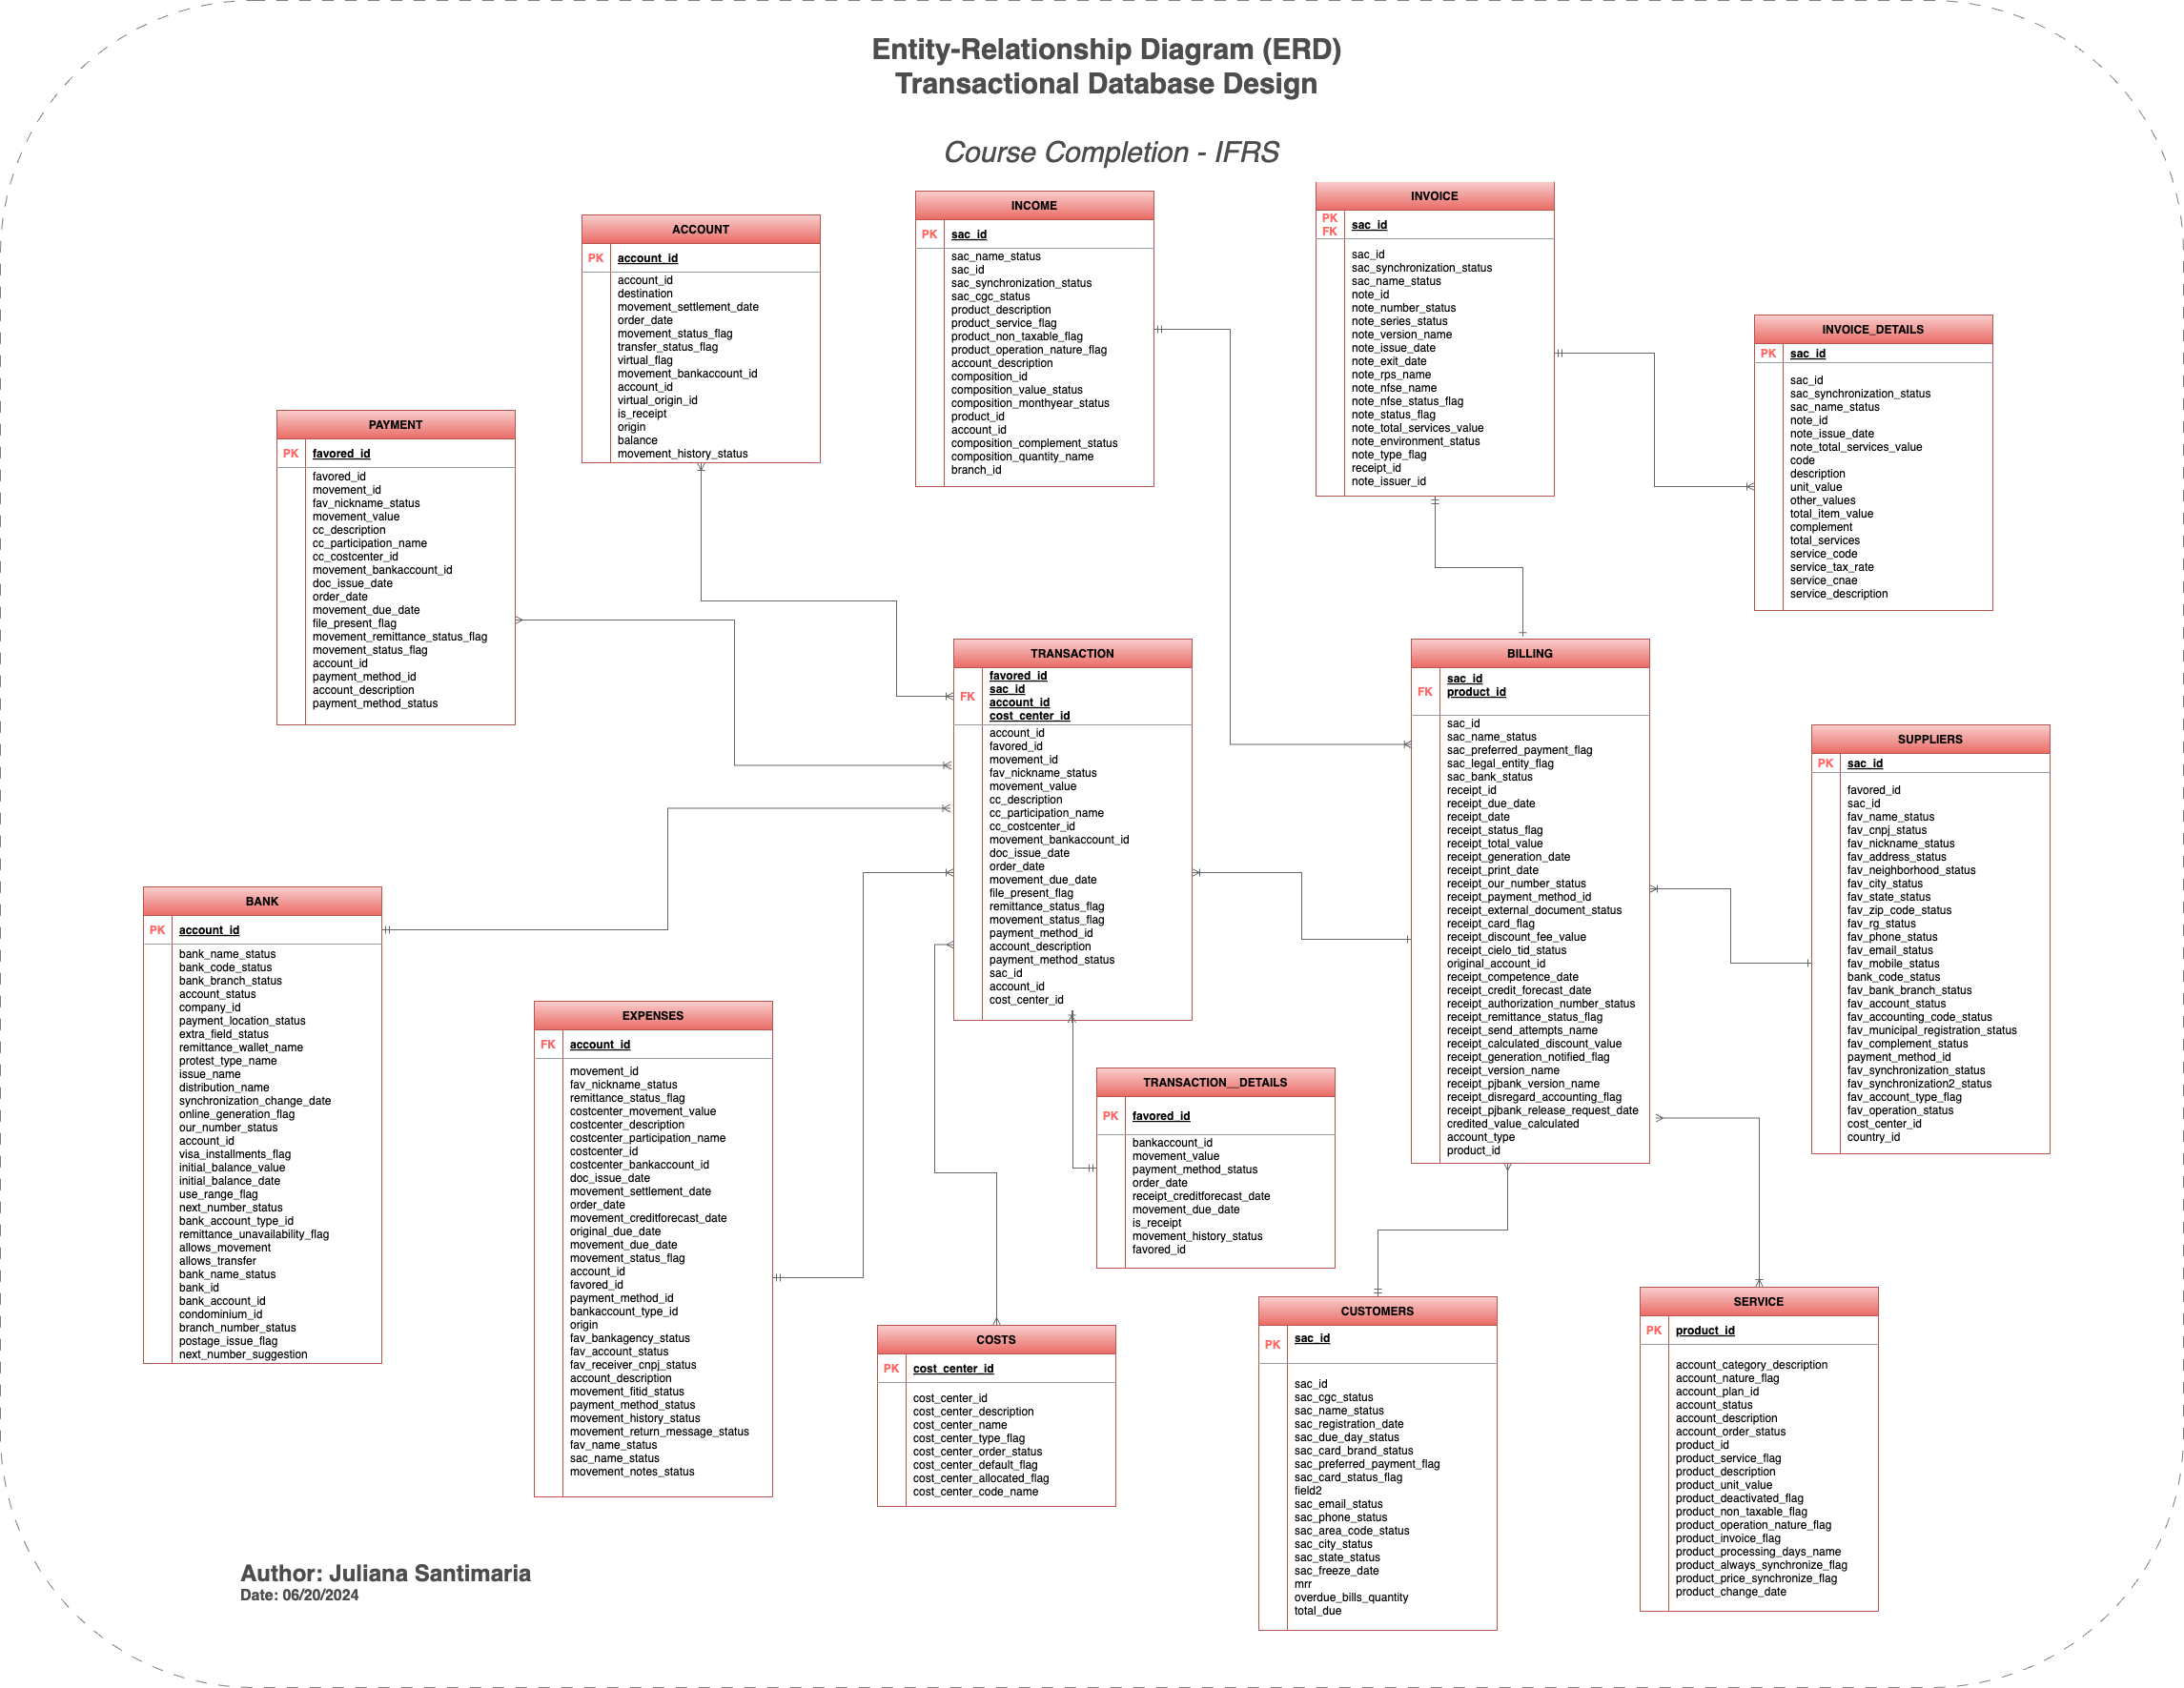 Entity-Relationship Diagram (ERD)
Transactional Database Design
Course Completion - IFRS
ACCOUNT
PK
account_id
account_id
destination
movement_settlement_date
order_date
movement_status_flag
transfer_status_flag
virtual_flag
movement_bankaccount_id
account_id
virtual_origin_id
is_receipt
origin
balance
movement_history_status
INCOME
PK
sac_id
sac_name_status
sac_id
sac_synchronization_status
sac_cgc_status
product_description
product_service_flag
product_non_taxable_flag
product_operation_nature_flag
account_description
composition_id
composition_value_status
composition_monthyear_status
product_id
account_id
composition_complement_status
composition_quantity_name
branch_id
INVOICE
PK
FK
sac_id
sac_id
sac_synchronization_status
sac_name_status
note_id
note_number_status
note_series_status
note_version_name
note_issue_date
note_exit_date
note_rps_name
note_nfse_name
note_nfse_status_flag
note_status_flag
note_total_services_value
note_environment_status
note_type_flag
receipt_id
note_issuer_id
INVOICE_DETAILS
PK
sac_id
sac_id
sac_synchronization_status
sac_name_status
note_id
note_issue_date
note_total_services_value
code
description
unit_value
other_values
total_item_value
complement
total_services
service_code
service_tax_rate
service_cnae
service_description
PAYMENT
PK
favored_id
favored_id
movement_id
fav_nickname_status
movement_value
cc_description
cc_participation_name
cc_costcenter_id
movement_bankaccount_id
doc_issue_date
order_date
movement_due_date
file_present_flag
movement_remittance_status_flag
movement_status_flag
account_id
payment_method_id
account_description
payment_method_status
TRANSACTION
FK
favored_id
sac_id
account_id
cost_center_id
account_id
favored_id
movement_id
fav_nickname_status
movement_value
cc_description
cc_participation_name
cc_costcenter_id
movement_bankaccount_id
doc_issue_date
order_date
movement_due_date
file_present_flag
remittance_status_flag
movement_status_flag
payment_method_id
account_description
payment_method_status
sac_id
account_id
cost_center_id
BILLING
FK
sac_id
product_id
sac_id
sac_name_status
sac_preferred_payment_flag
sac_legal_entity_flag
sac_bank_status
receipt_id
receipt_due_date
receipt_date
receipt_status_flag
receipt_total_value
receipt_generation_date
receipt_print_date
receipt_our_number_status
receipt_payment_method_id
receipt_external_document_status
receipt_card_flag
receipt_discount_fee_value
receipt_cielo_tid_status
original_account_id
receipt_competence_date
receipt_credit_forecast_date
receipt_authorization_number_status
receipt_remittance_status_flag
receipt_send_attempts_name
receipt_calculated_discount_value
receipt_generation_notified_flag
receipt_version_name
receipt_pjbank_version_name
receipt_disregard_accounting_flag
receipt_pjbank_release_request_date
credited_value_calculated
account_type
product_id
SUPPLIERS
PK
sac_id
favored_id
sac_id
fav_name_status
fav_cnpj_status
fav_nickname_status
fav_address_status
fav_neighborhood_status
fav_city_status
fav_state_status
fav_zip_code_status
fav_rg_status
fav_phone_status
fav_email_status
fav_mobile_status
bank_code_status
fav_bank_branch_status
fav_account_status
fav_accounting_code_status
fav_municipal_registration_status
fav_complement_status
payment_method_id
fav_synchronization_status
fav_synchronization2_status
fav_account_type_flag
fav_operation_status
cost_center_id
country_id
BANK
PK
account_id
bank_name_status
bank_code_status
bank_branch_status
account_status
company_id
payment_location_status
extra_field_status
remittance_wallet_name
protest_type_name
issue_name
distribution_name
synchronization_change_date
online_generation_flag
our_number_status
account_id
visa_installments_flag
initial_balance_value
initial_balance_date
use_range_flag
next_number_status
bank_account_type_id
remittance_unavailability_flag
allows_movement
allows_transfer
bank_name_status
bank_id
bank_account_id
condominium_id
branch_number_status
postage_issue_flag
next_number_suggestion
EXPENSES
FK
account_id
movement_id
fav_nickname_status
remittance_status_flag
costcenter_movement_value
costcenter_description
costcenter_participation_name
costcenter_id
costcenter_bankaccount_id
doc_issue_date
movement_settlement_date
order_date
movement_creditforecast_date
original_due_date
movement_due_date
movement_status_flag
account_id
favored_id
payment_method_id
bankaccount_type_id
origin
fav_bankagency_status
fav_account_status
fav_receiver_cnpj_status
account_description
movement_fitid_status
payment_method_status
movement_history_status
movement_return_message_status
fav_name_status
sac_name_status
movement_notes_status
TRANSACTION__DETAILS
PK
favored_id
bankaccount_id
movement_value
payment_method_status
order_date
receipt_creditforecast_date
movement_due_date
is_receipt
movement_history_status
favored_id
COSTS
PK
cost_center_id
cost_center_id
cost_center_description
cost_center_name
cost_center_type_flag
cost_center_order_status
cost_center_default_flag
cost_center_allocated_flag
cost_center_code_name
CUSTOMERS
PK
sac_id
sac_id
sac_cgc_status
sac_name_status
sac_registration_date
sac_due_day_status
sac_card_brand_status
sac_preferred_payment_flag
sac_card_status_flag
field2
sac_email_status
sac_phone_status
sac_area_code_status
sac_city_status
sac_state_status
sac_freeze_date
mrr
overdue_bills_quantity
total_due
SERVICE
PK
product_id
account_category_description
account_nature_flag
account_plan_id
account_status
account_description
account_order_status
product_id
product_service_flag
product_description
product_unit_value
product_deactivated_flag
product_non_taxable_flag
product_operation_nature_flag
product_invoice_flag
product_processing_days_name
product_always_synchronize_flag
product_price_synchronize_flag
product_change_date
Author: Juliana Santimaria
Date: 06/20/2024